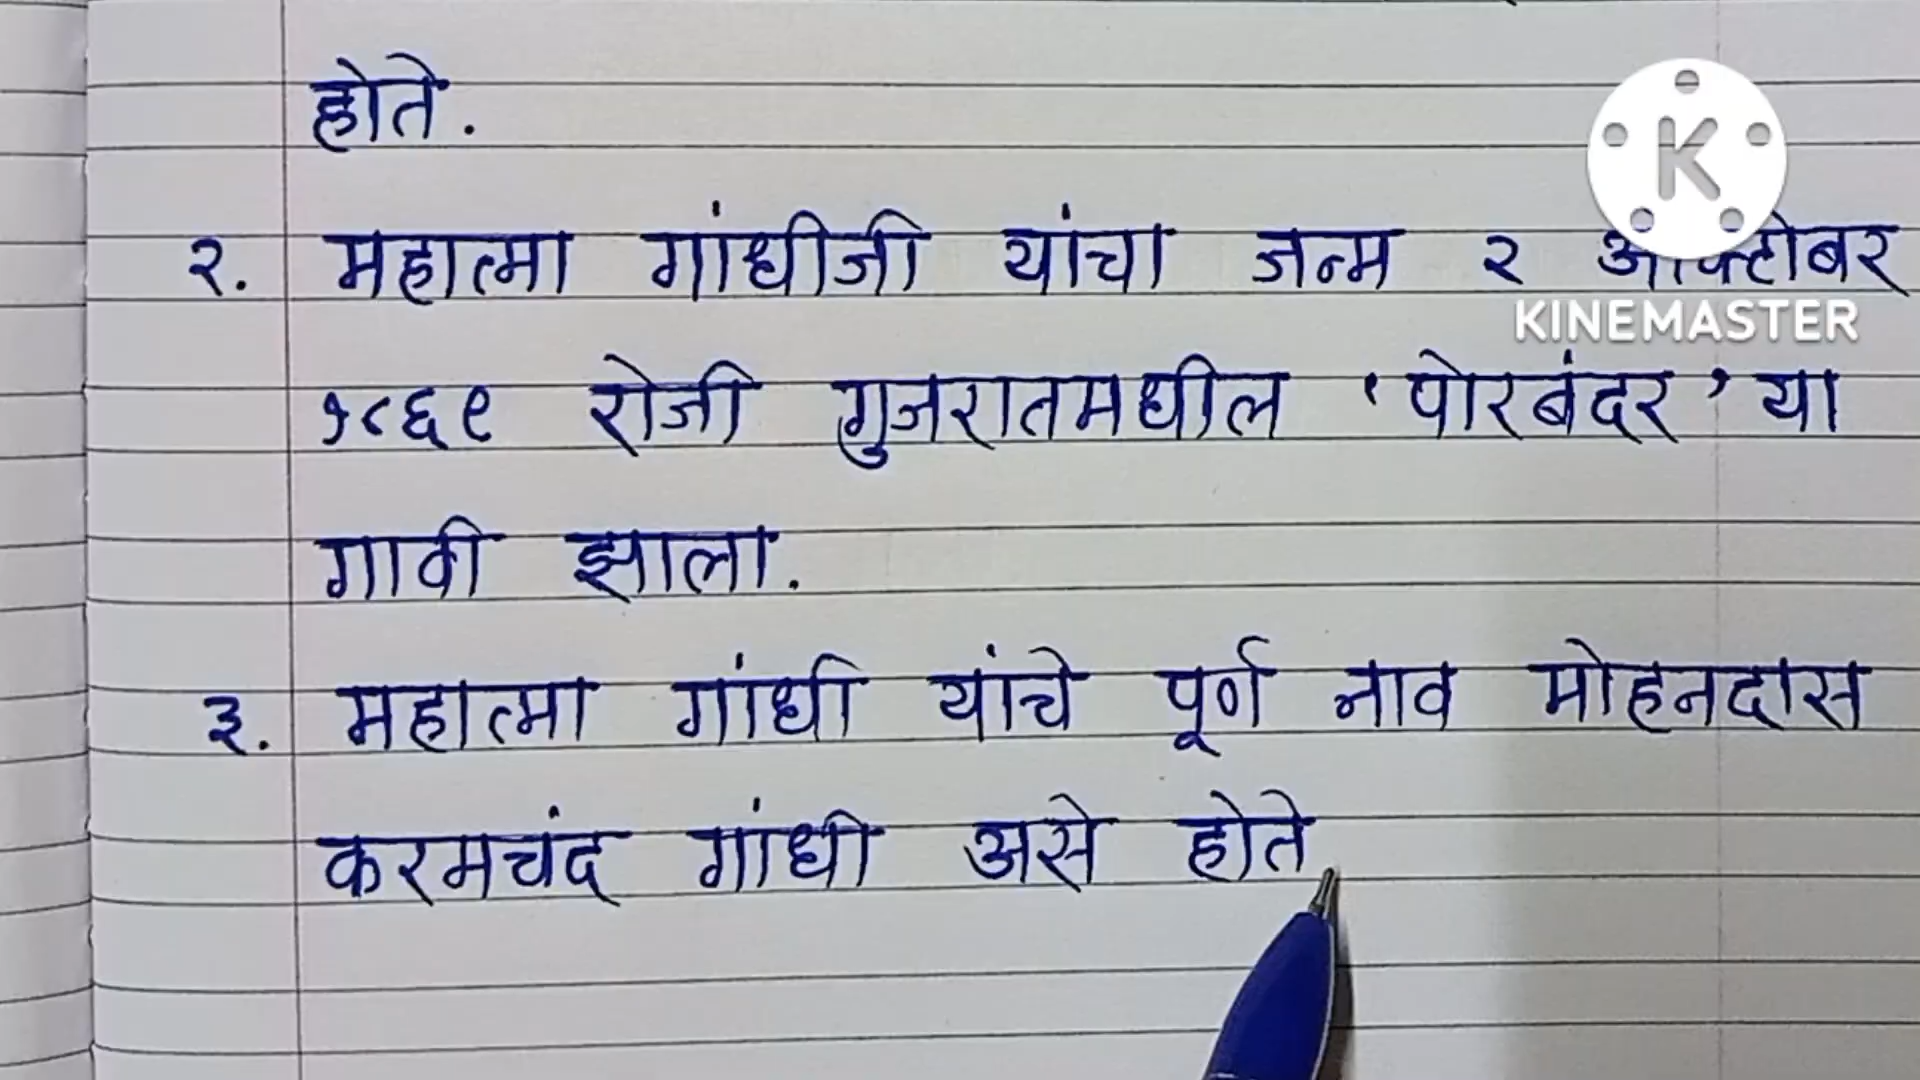 होते.
२. महात्मा गांधीजी यांचा जन्म २ ऑक्टोबर
KINEMASTER
१८६९ रोजी गुजरातमधील 'पोरबंदर' या
गावी झाला.
३. महात्मा गांधी यांचे पूर्ण नाव मोहनदास
करमचंद गांधी असे होते